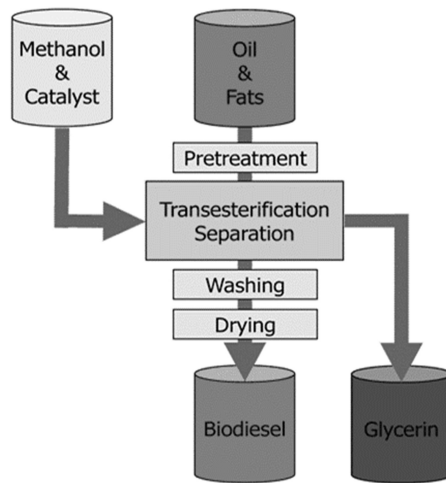 Methanol
&
Catalyst
Oil
&
Fats
Pretreatment
Transesterification
Separation
Washing
Drying
Biodiesel
Glycerin